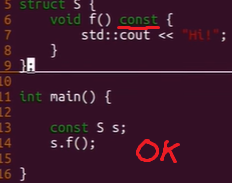 5 struct S {
6     void f() const {
7         std::cout << "Hi!";
8     }
9 };
10
11 int main() {
12
13     const S s;
14     s.f();
15
16 }
OK